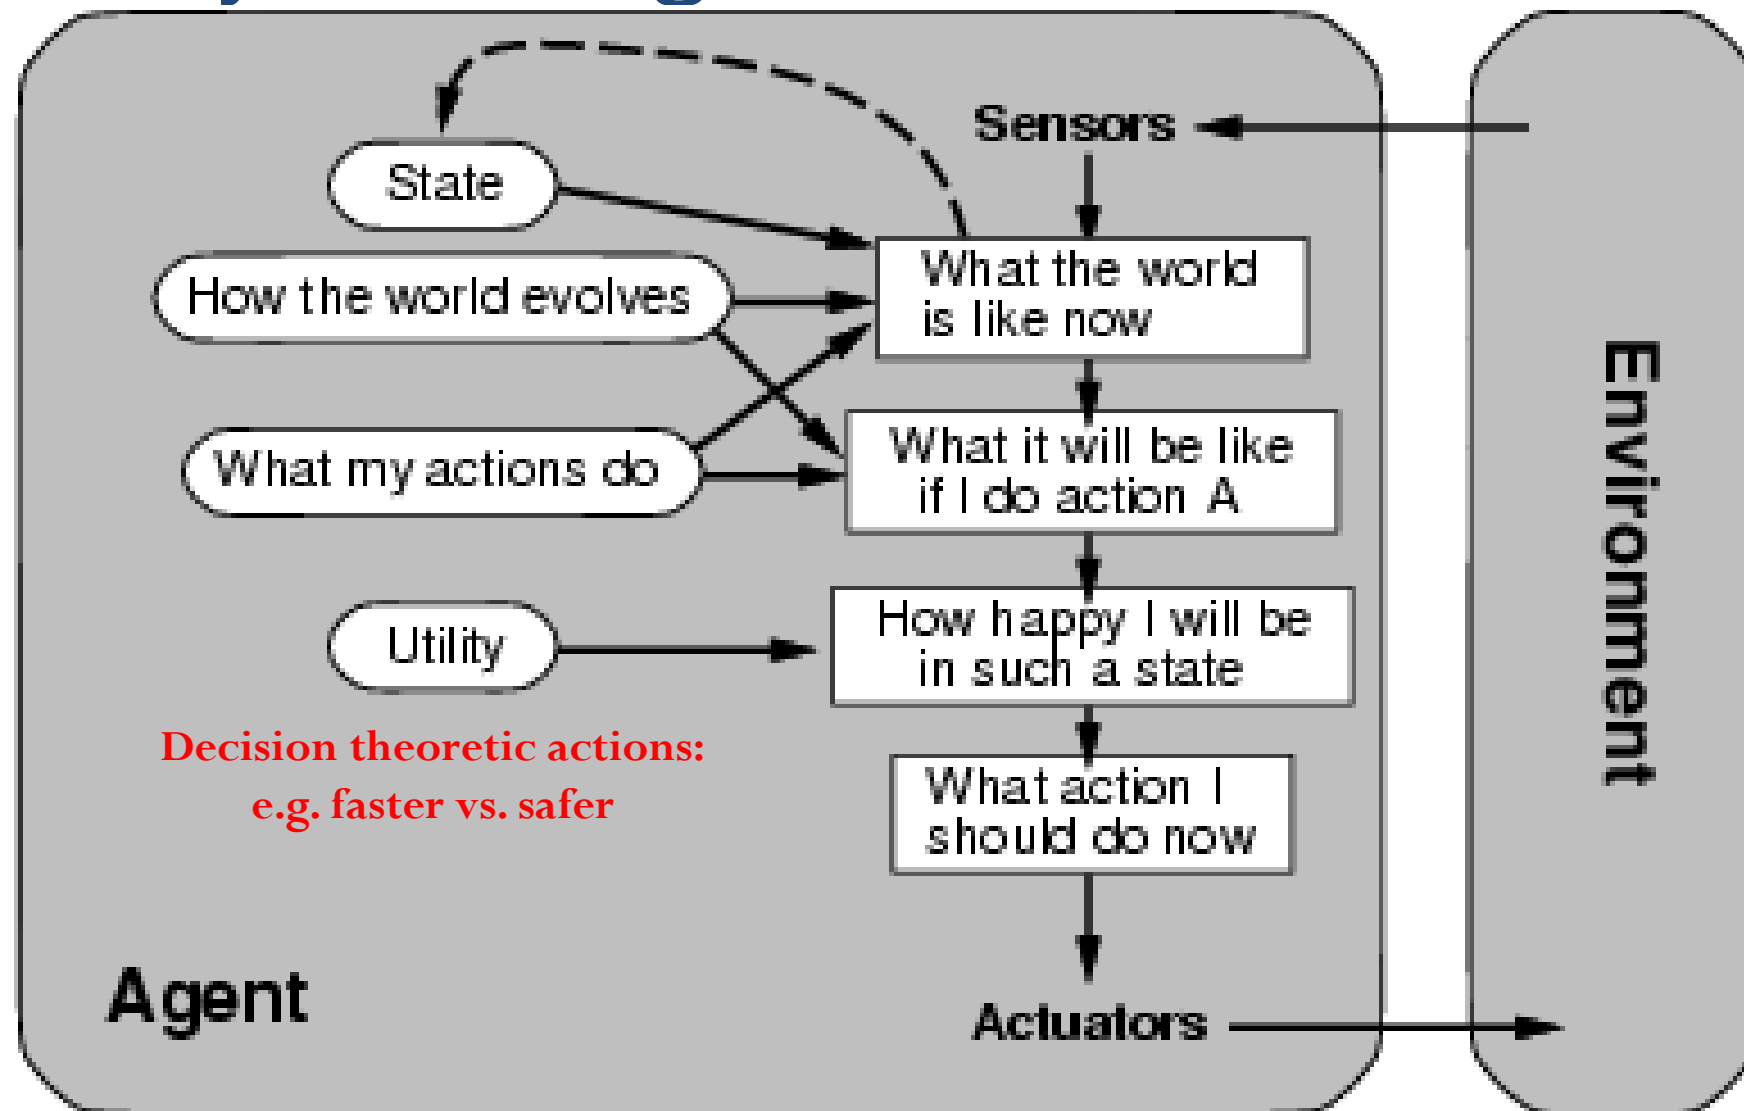 Sensors
State
What the world
is like now
How the world evolves
What my actions do
What it will be like
if I do action A
Utility
How happy I will be
in such a state
Decision theoretic actions:
e.g. faster vs. safer
What action I
should do now
Agent
Actuators
Environment